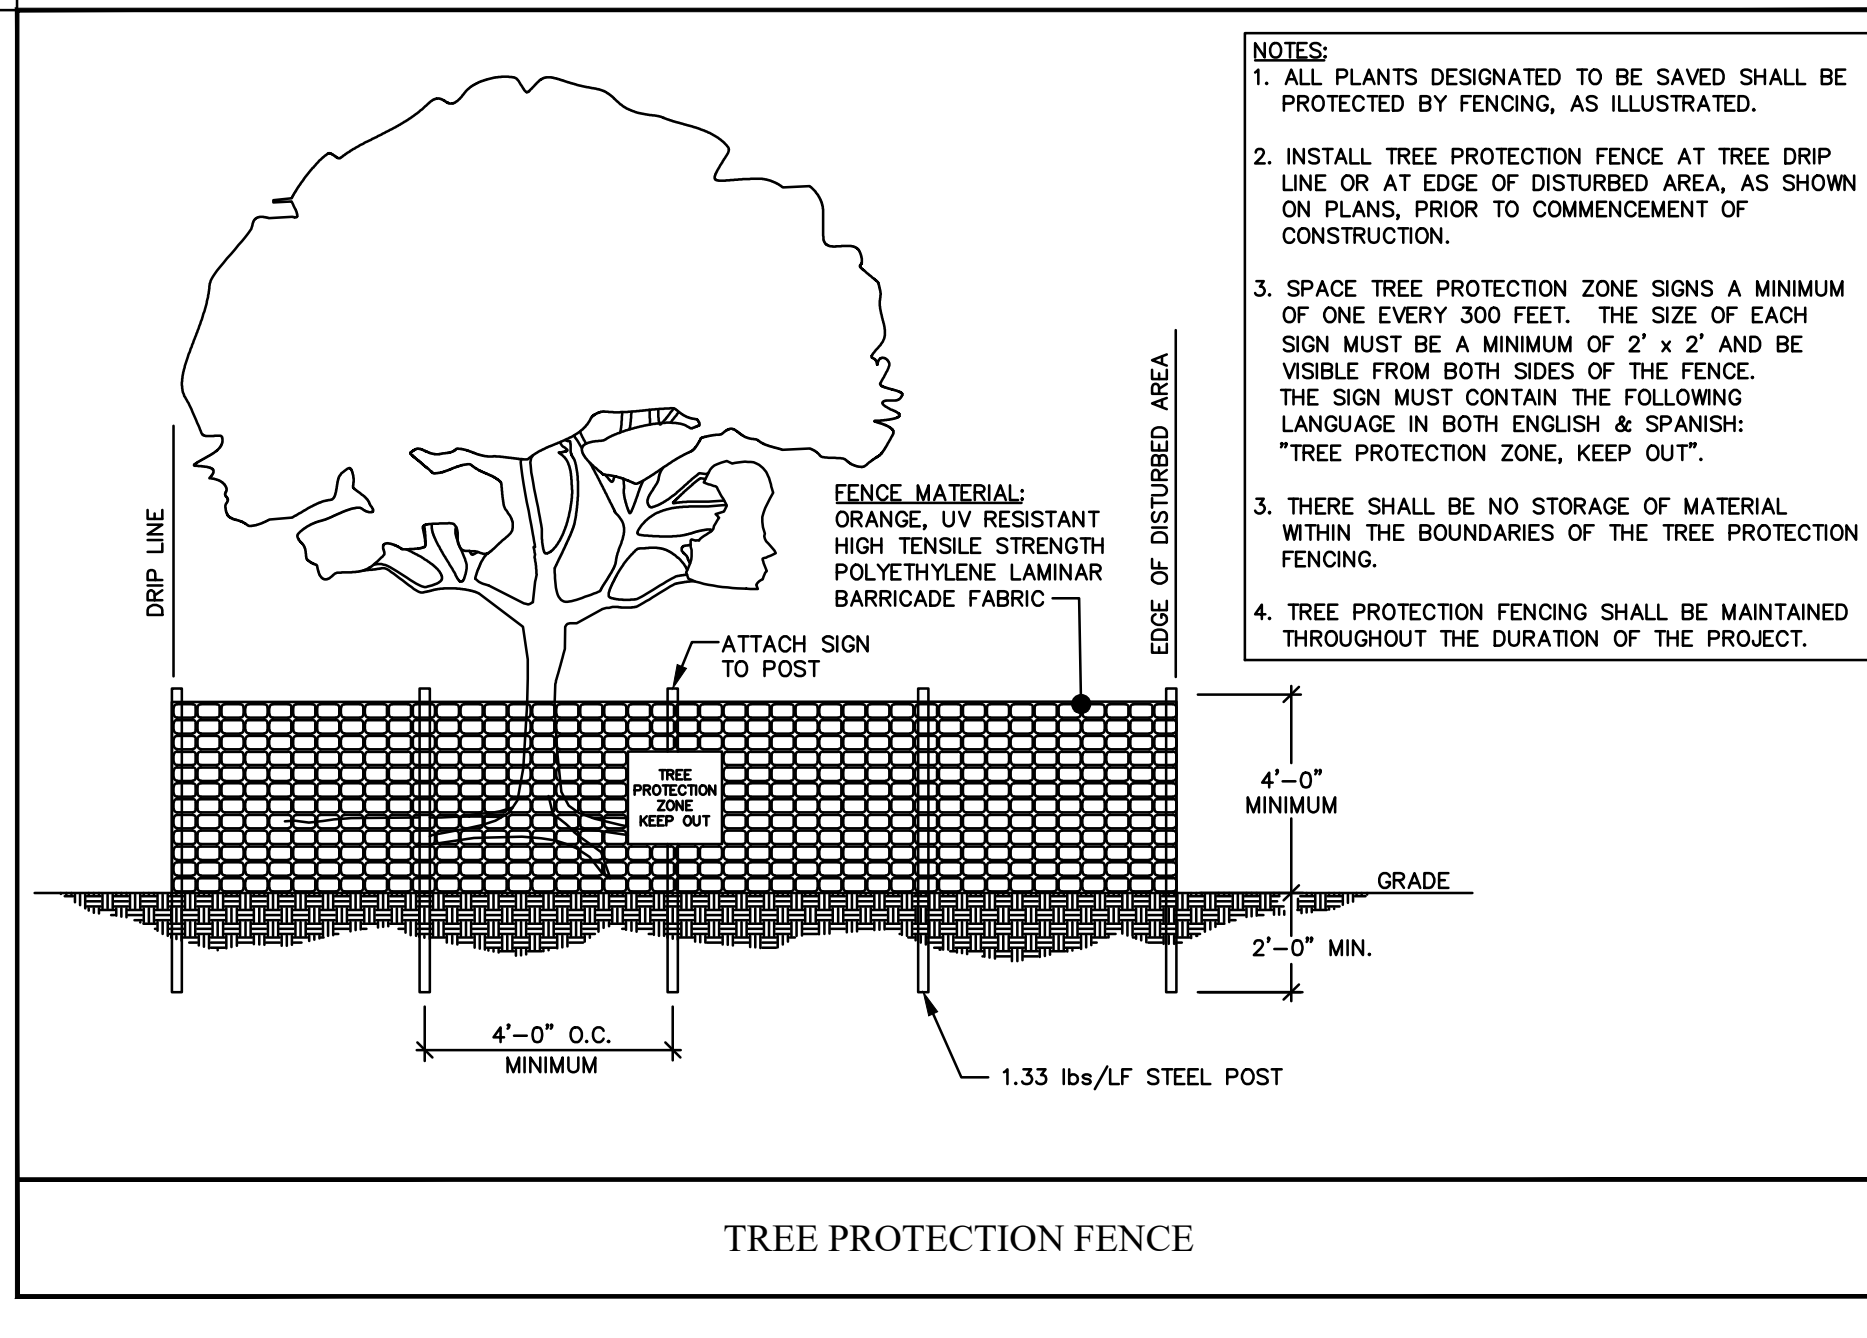 NOTES:
1. ALL PLANTS DESIGNATED TO BE SAVED SHALL BE
PROTECTED BY FENCING, AS ILLUSTRATED.
2. INSTALL TREE PROTECTION FENCE AT TREE DRIP
LINE OR AT EDGE OF DISTURBED AREA, AS SHOWN
ON PLANS, PRIOR TO COMMENCEMENT OF
CONSTRUCTION.
3. SPACE TREE PROTECTION ZONE SIGNS A MINIMUM
OF ONE EVERY 300 FEET. THE SIZE OF EACH
SIGN MUST BE A MINIMUM OF 2' x 2' AND BE
VISIBLE FROM BOTH SIDES OF THE FENCE.
THE SIGN MUST CONTAIN THE FOLLOWING
LANGUAGE IN BOTH ENGLISH & SPANISH:
"TREE PROTECTION ZONE, KEEP OUT".
3. THERE SHALL BE NO STORAGE OF MATERIAL
WITHIN THE BOUNDARIES OF THE TREE PROTECTION
FENCING.
4. TREE PROTECTION FENCING SHALL BE MAINTAINED
THROUGHOUT THE DURATION OF THE PROJECT.
DRIP LINE
FENCE MATERIAL:
ORANGE, UV RESISTANT
HIGH TENSILE STRENGTH
POLYETHYLENE LAMINAR
BARRICADE FABRIC
EDGE OF DISTURBED AREA
ATTACH SIGN
TO POST
TREE
PROTECTION
ZONE
KEEP OUT
4'-0"
MINIMUM
GRADE
2'-0" MIN.
4'-0" O.C.
MINIMUM
1.33 lbs/LF STEEL POST
TREE PROTECTION FENCE